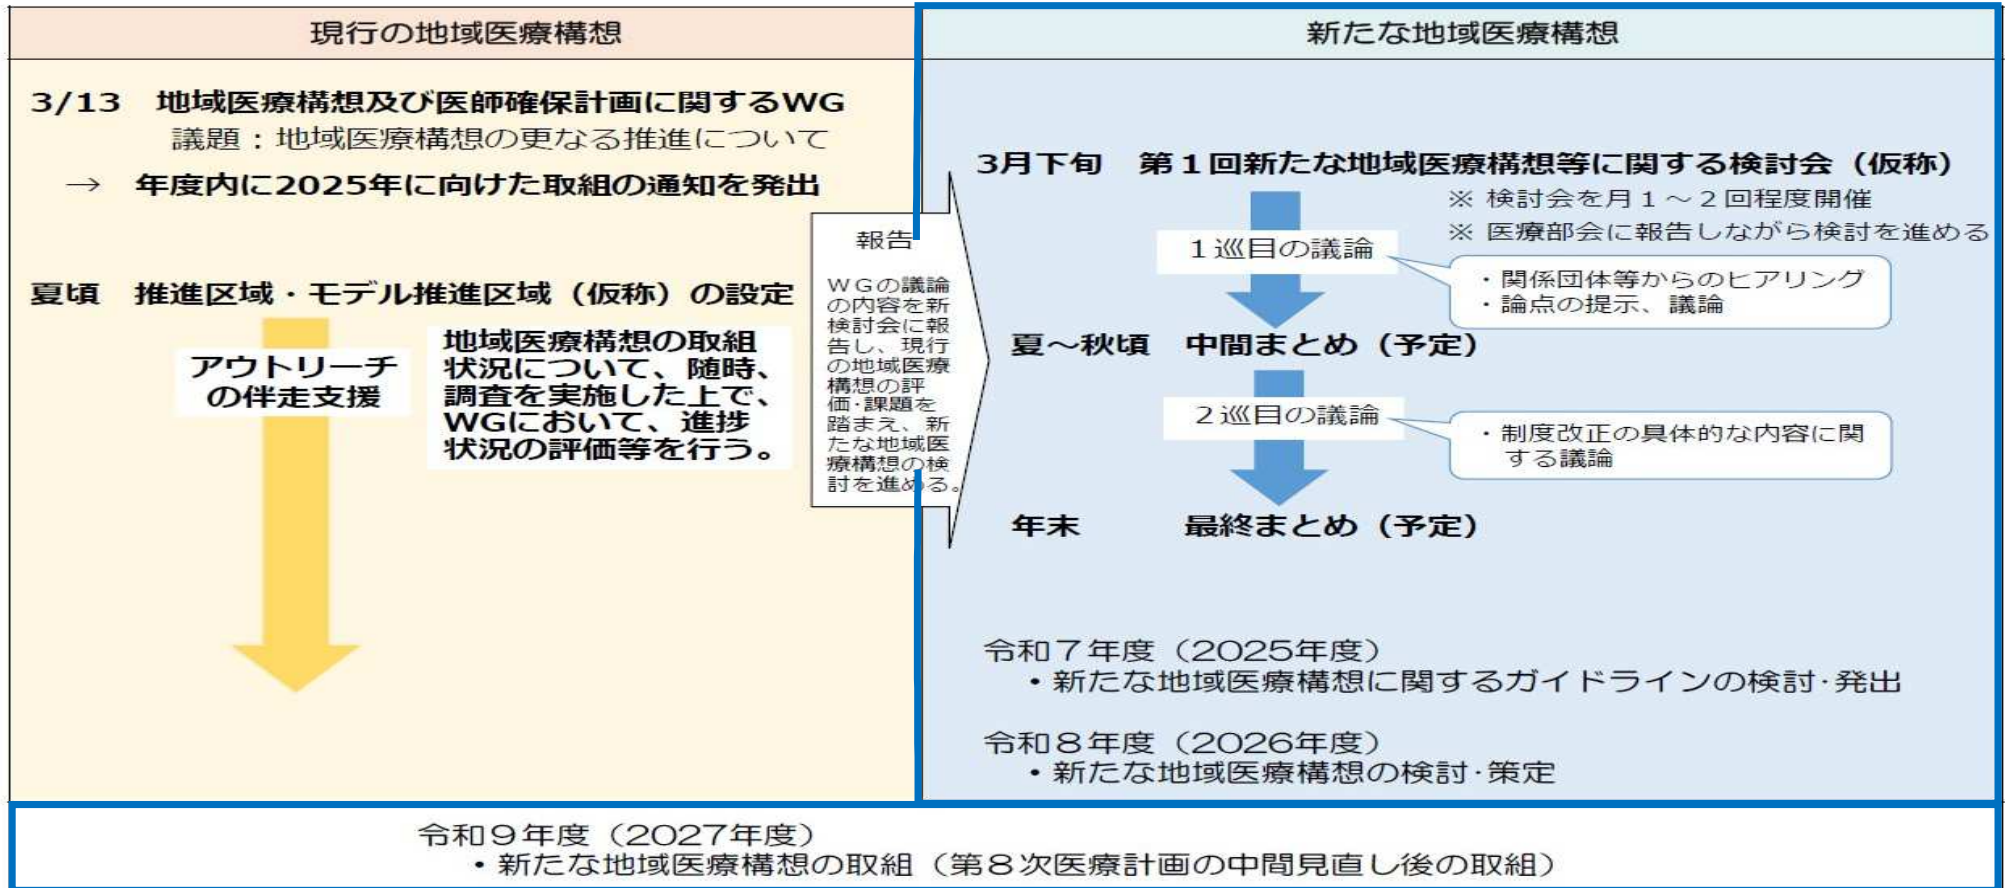 現行の地域医療構想
3/13 地域医療構想及び医師確保計画に関するWG
議題：地域医療構想の更なる推進について
→ 年度内に2025年に向けた取組の通知を発出
夏頃 推進区域・モデル推進区域（仮称）の設定
アウトリーチ
の伴走支援
地域医療構想の取組
状況について、随時、
調査を実施した上で、
WGにおいて、進捗
状況の評価等を行う。
報告
ＷＧの議論
の内容を新
検討会に報
告し、現行
の地域医療
構想の評
価･課題を
踏まえ、新
たな地域医
療構想の検
討を進める。
新たな地域医療構想
3月下旬 第１回新たな地域医療構想等に関する検討会（仮称）
※ 検討会を月１～２回程度開催
※ 医療部会に報告しながら検討を進める
１巡目の議論
・関係団体等からのヒアリング
・論点の提示、議論
夏～秋頃 中間まとめ（予定）
２巡目の議論
・制度改正の具体的な内容に関
する議論
年末 最終まとめ（予定）
令和７年度（2025年度）
・新たな地域医療構想に関するガイドラインの検討･発出
令和８年度（2026年度）
・新たな地域医療構想の検討･策定
令和９年度（2027年度）
・新たな地域医療構想の取組（第８次医療計画の中間見直し後の取組）